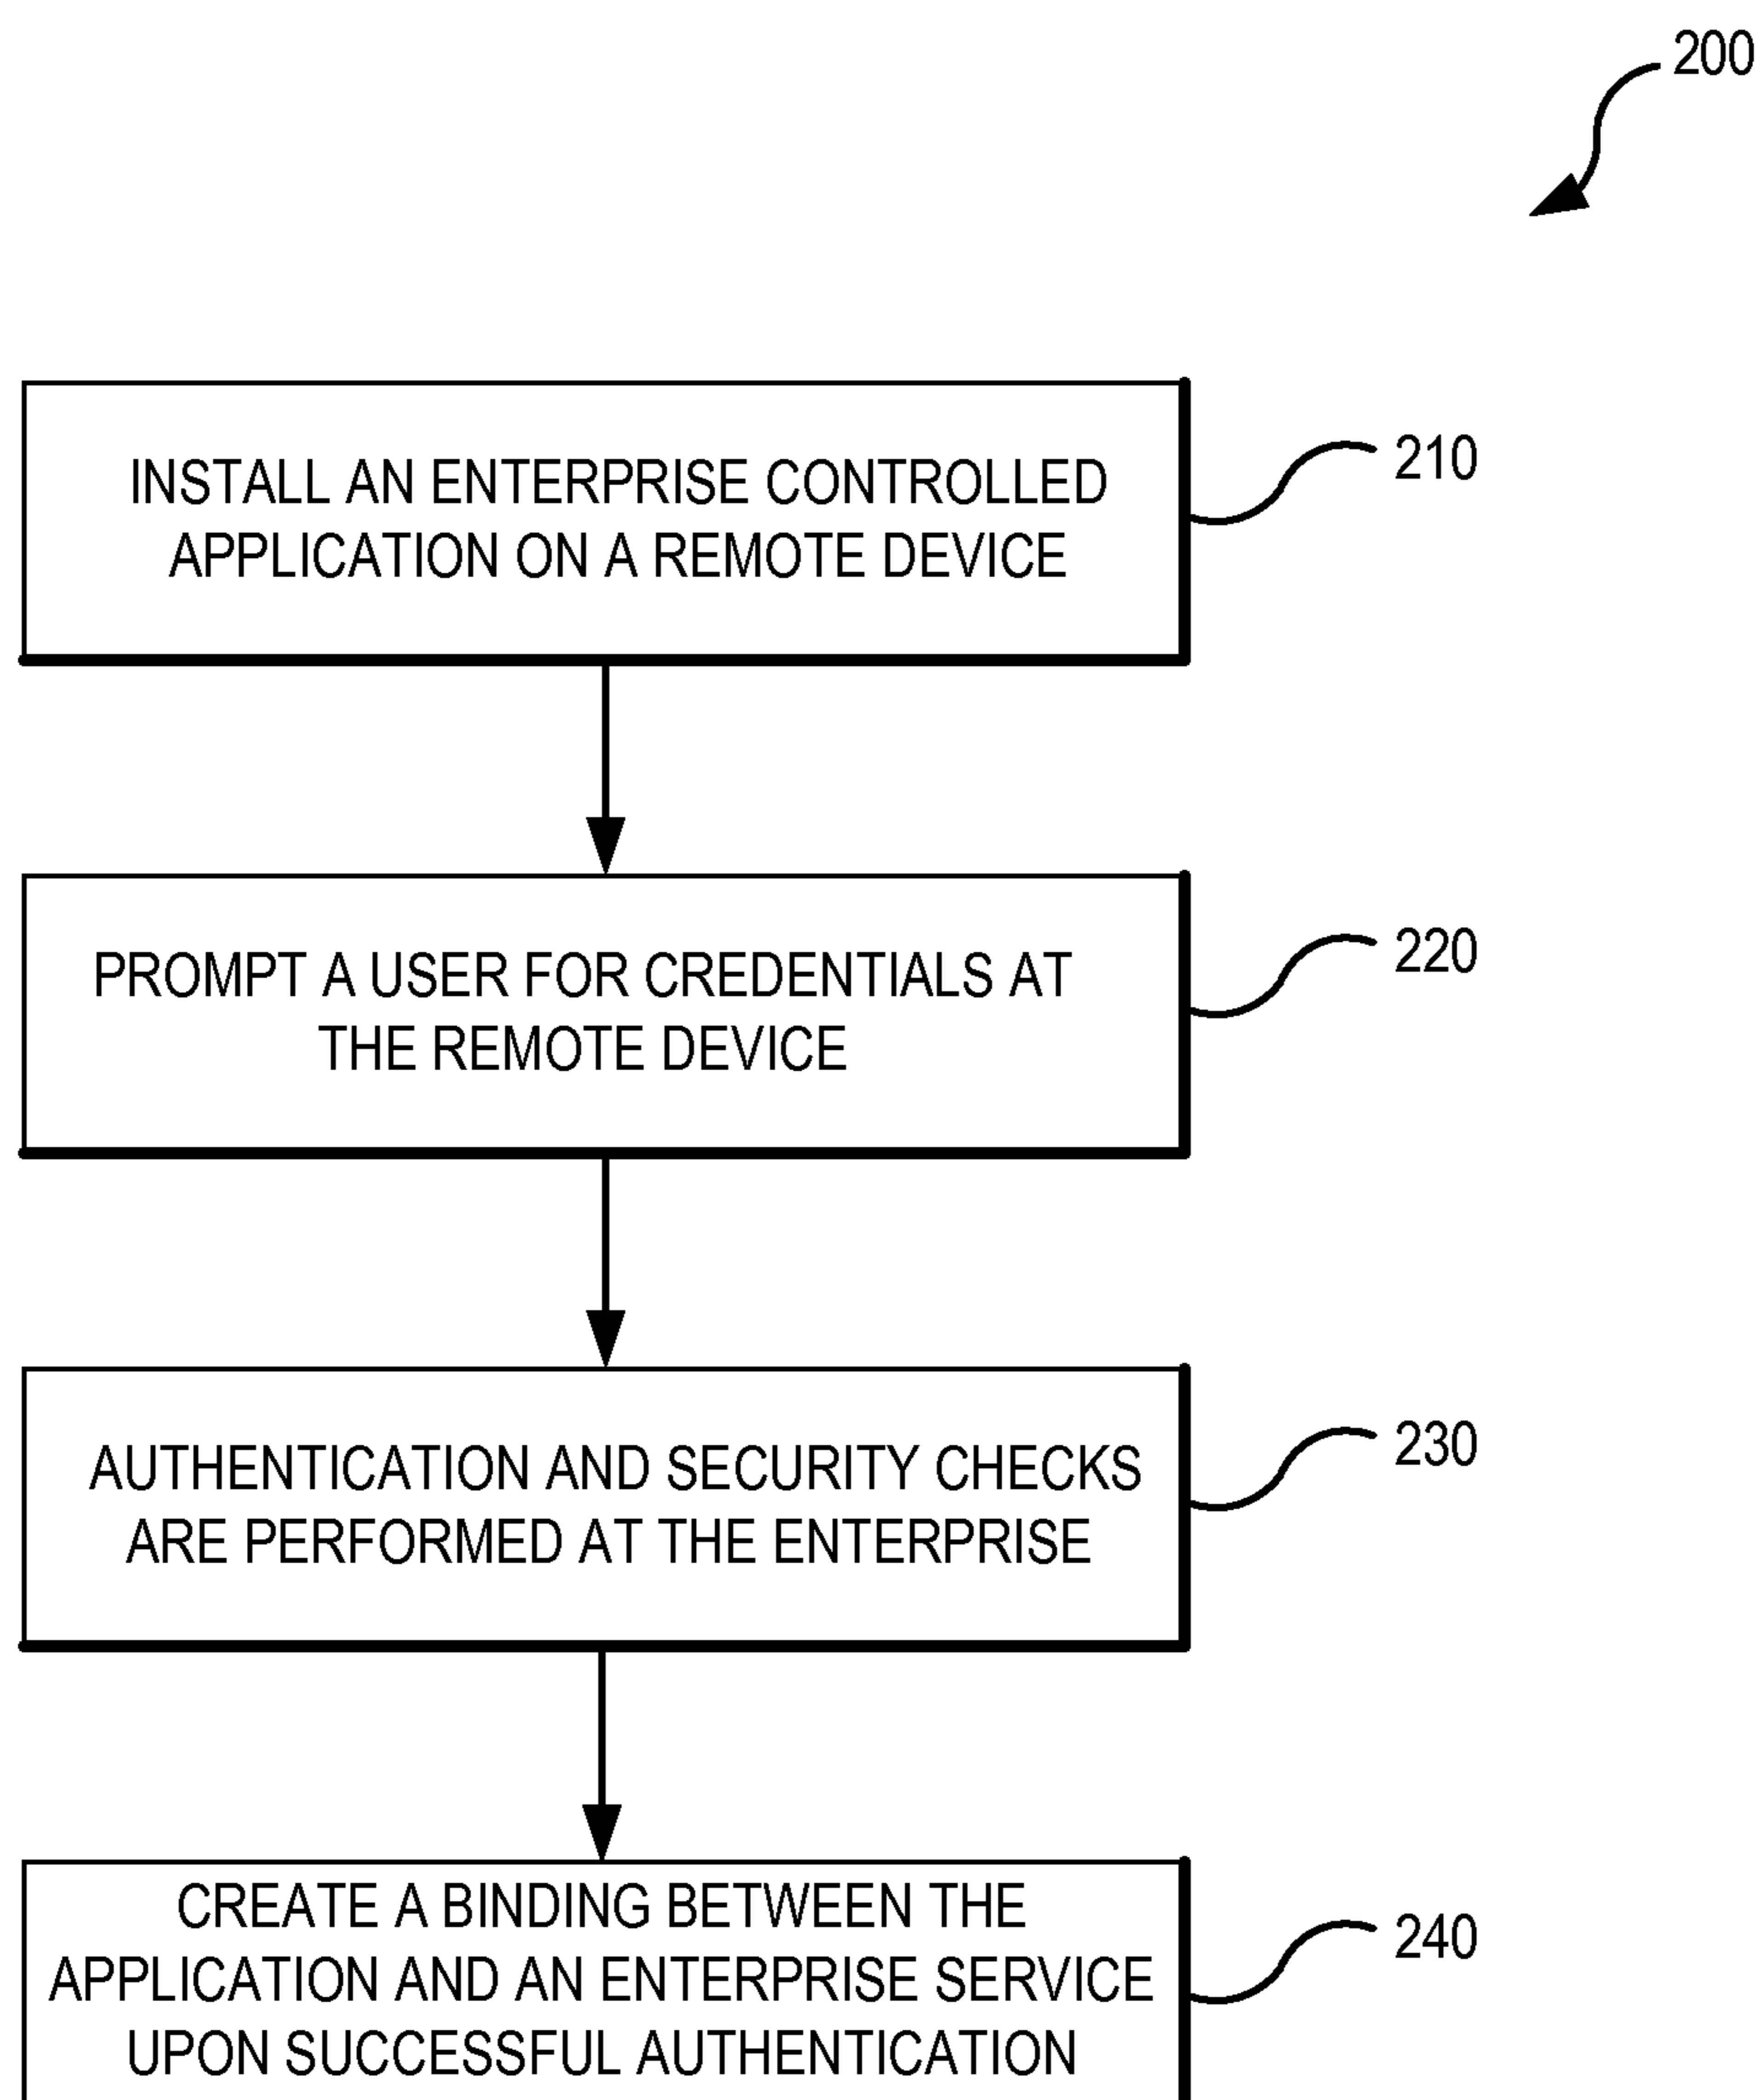 200
INSTALL AN ENTERPRISE CONTROLLED
APPLICATION ON A REMOTE DEVICE
210
PROMPT A USER FOR CREDENTIALS AT
THE REMOTE DEVICE
220
AUTHENTICATION AND SECURITY CHECKS
ARE PERFORMED AT THE ENTERPRISE
230
CREATE A BINDING BETWEEN THE
APPLICATION AND AN ENTERPRISE SERVICE
UPON SUCCESSFUL AUTHENTICATION
240